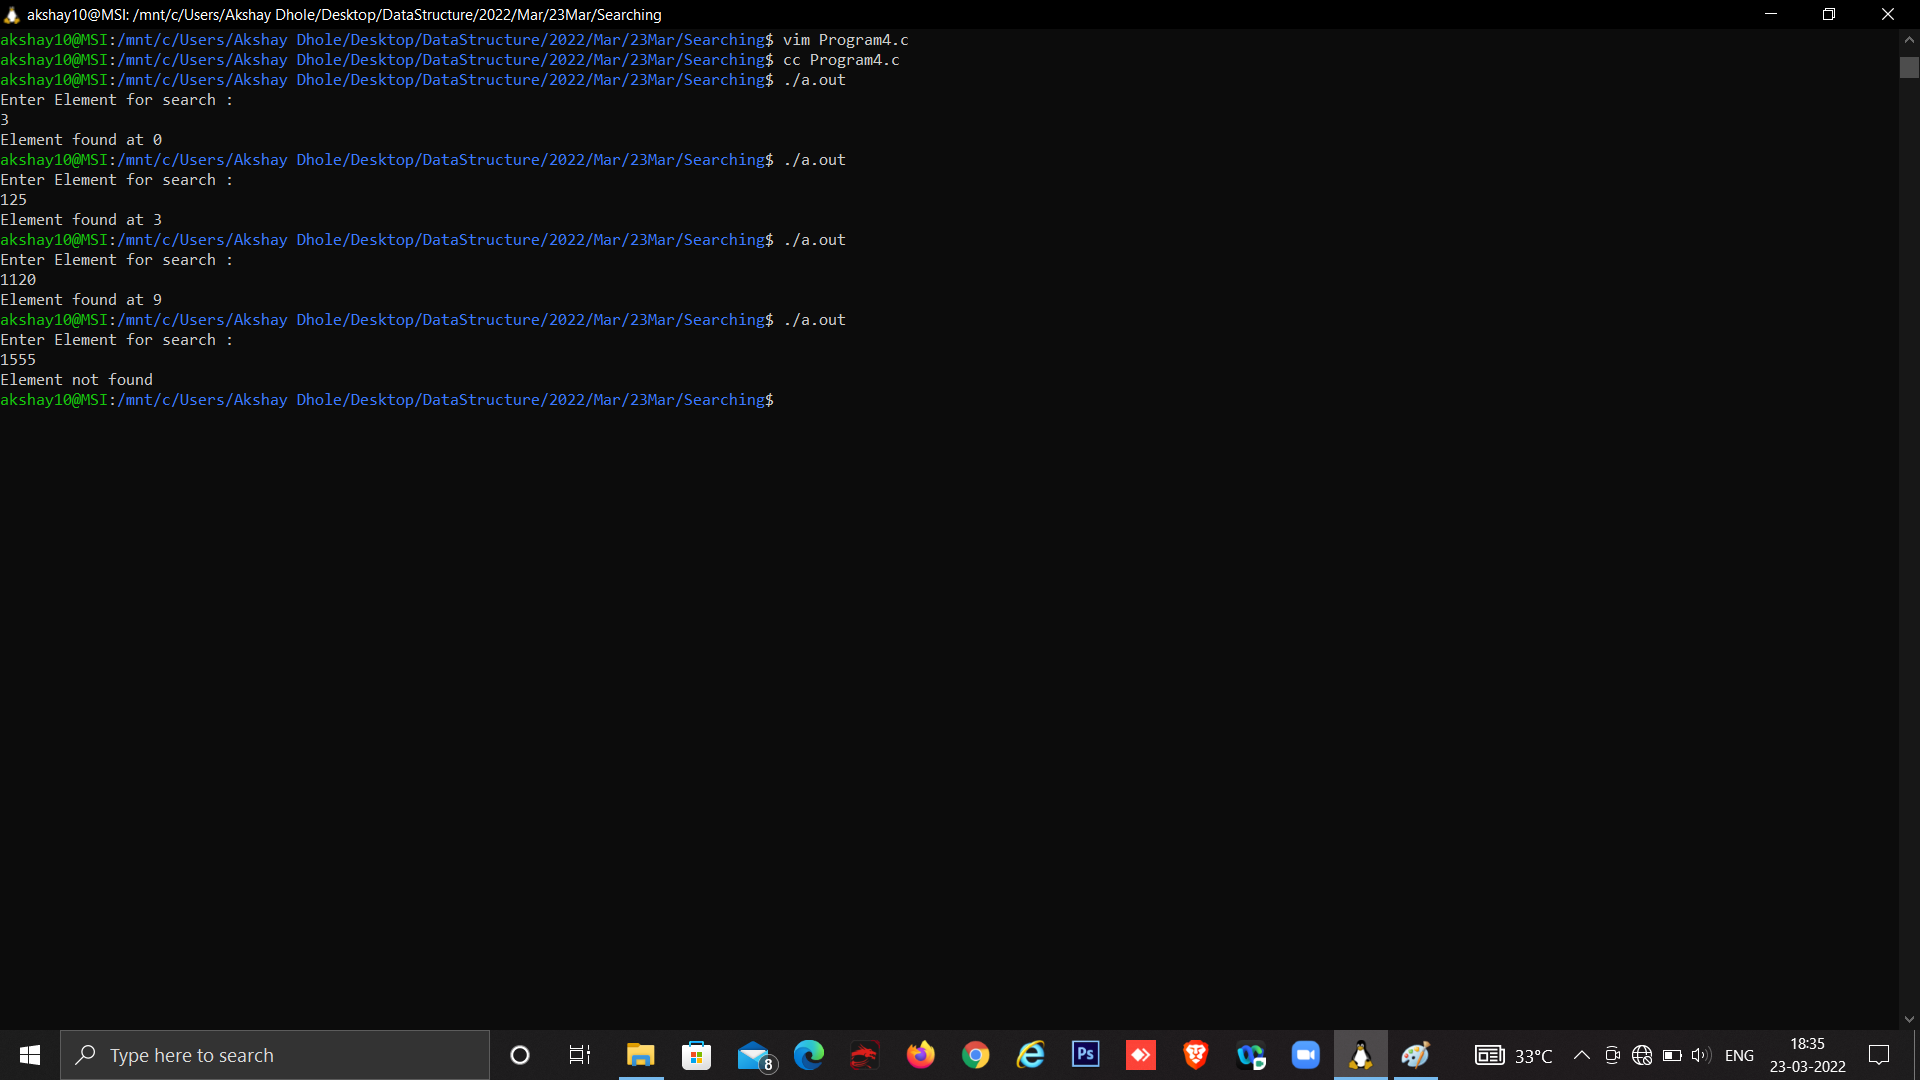 akshay10@MSI: /mnt/c/Users/Akshay Dhole/Desktop/DataStructure/2022/Mar/23Mar/Searching
akshay10@MSI:/mnt/c/Users/Akshay Dhole/Desktop/DataStructure/2022/Mar/23Mar/Searching$ vim Program4.c
akshay10@MSI:/mnt/c/Users/Akshay Dhole/Desktop/DataStructure/2022/Mar/23Mar/Searching$ cc Program4.c
akshay10@MSI:/mnt/c/Users/Akshay Dhole/Desktop/DataStructure/2022/Mar/23Mar/Searching$ ./a.out
Enter Element for search :
3
Element found at 0
akshay10@MSI:/mnt/c/Users/Akshay Dhole/Desktop/DataStructure/2022/Mar/23Mar/Searching$ ./a.out
Enter Element for search :
125
Element found at 3
akshay10@MSI:/mnt/c/Users/Akshay Dhole/Desktop/DataStructure/2022/Mar/23Mar/Searching$ ./a.out
Enter Element for search :
1120
Element found at 9
akshay10@MSI:/mnt/c/Users/Akshay Dhole/Desktop/DataStructure/2022/Mar/23Mar/Searching$ ./a.out
Enter Element for search :
1555
Element not found
akshay10@MSI:/mnt/c/Users/Akshay Dhole/Desktop/DataStructure/2022/Mar/23Mar/Searching$
Type here to search
8
Ps
33°C
ENG
18:35
23-03-2022